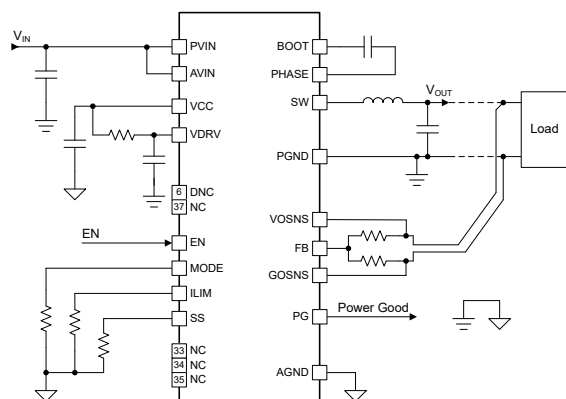 VIN
PVIN
AVIN
VCC
VDRV
6 DNC
37 NC
EN
EN
MODE
ILIM
SS
33 NC
34 NC
35 NC
BOOT
PHASE
SW
VOUT
Load
PGND
VOSNS
FB
GOSNS
PG
Power Good
AGND